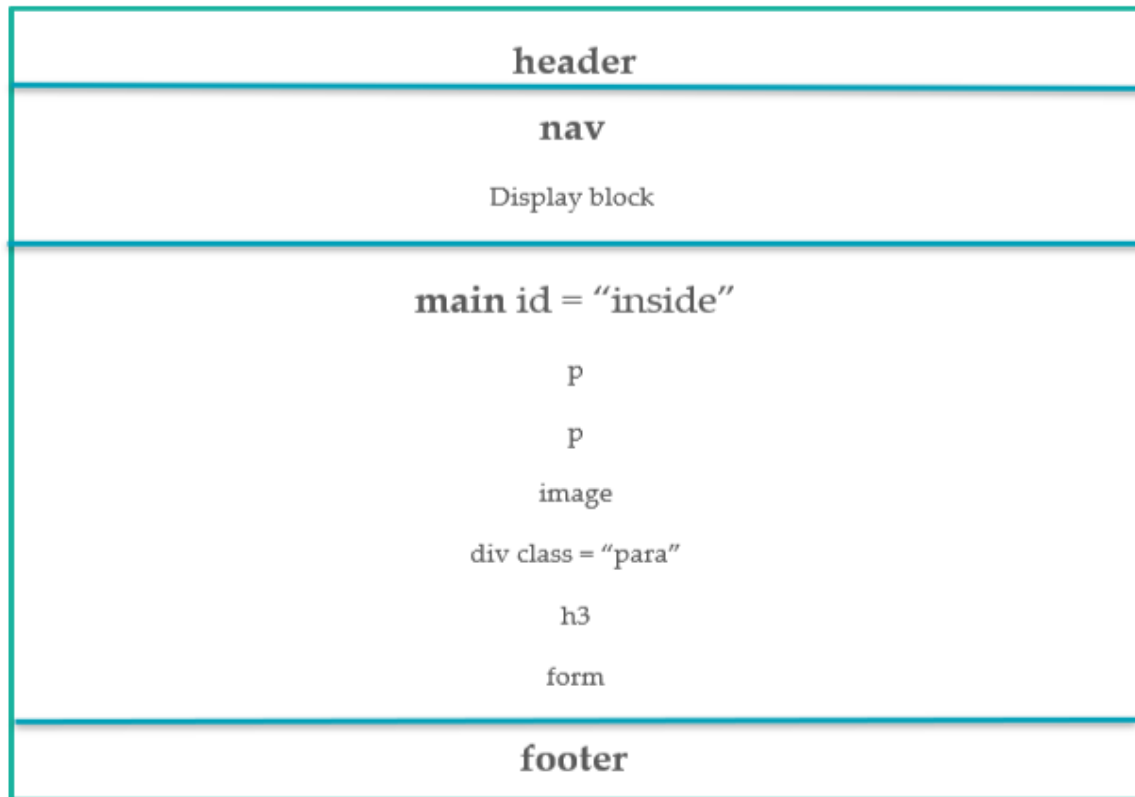 header
nav
Display block
main id = “inside”
p
p
image
div class = “para”
h3
form
footer